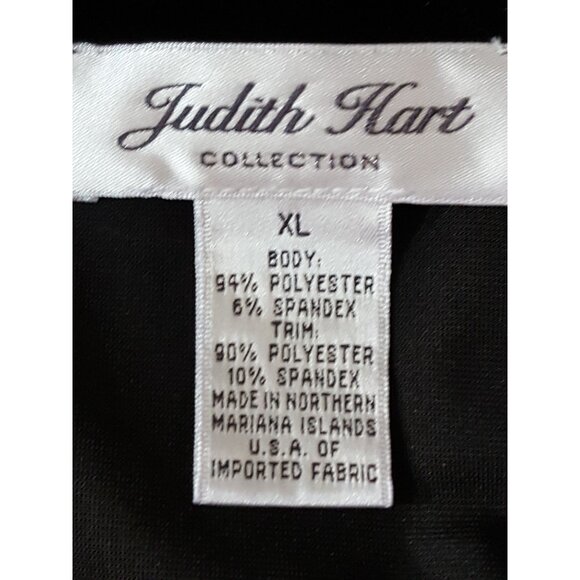 Judith Hart
COLLECTION
XL
BODY:
94% POLYESTER
6% SPANDEX
TRIM:
90% POLYESTER
10% SPANDEX
MADE IN NORTHERN
MARIANA ISLANDS
U.S.A. OF
IMPORTED FABRIC